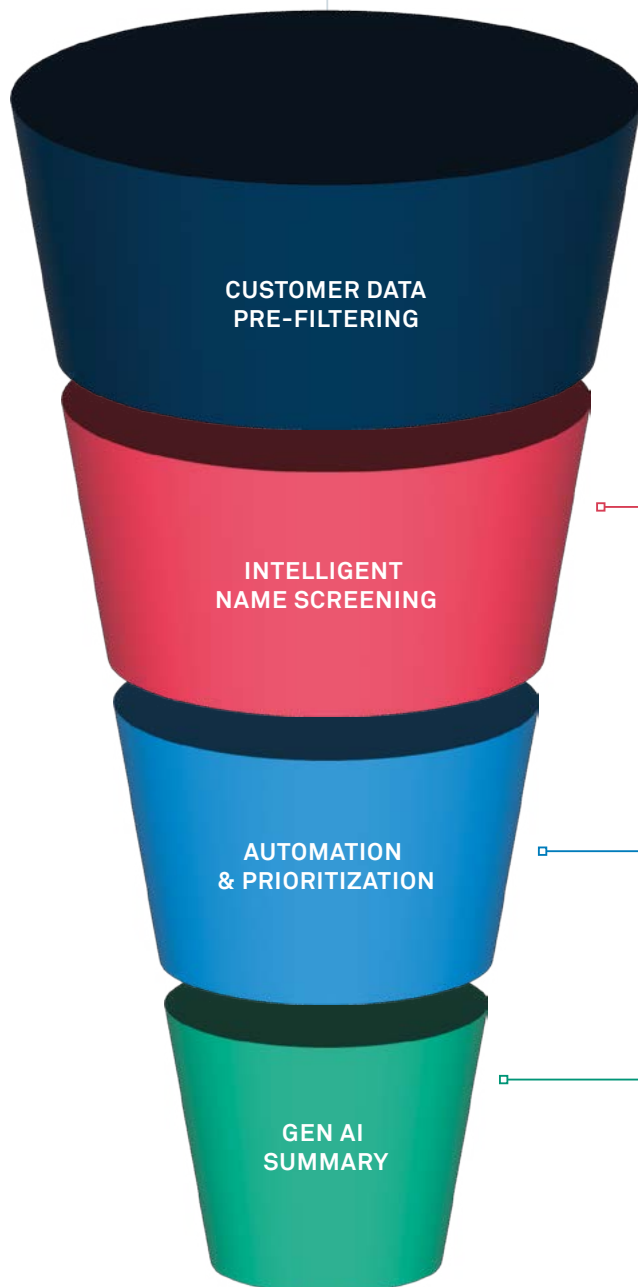 CUSTOMER DATA
PRE-FILTERING
INTELLIGENT
NAME SCREENING
AUTOMATION
& PRIORITIZATION
GEN AI
SUMMARY